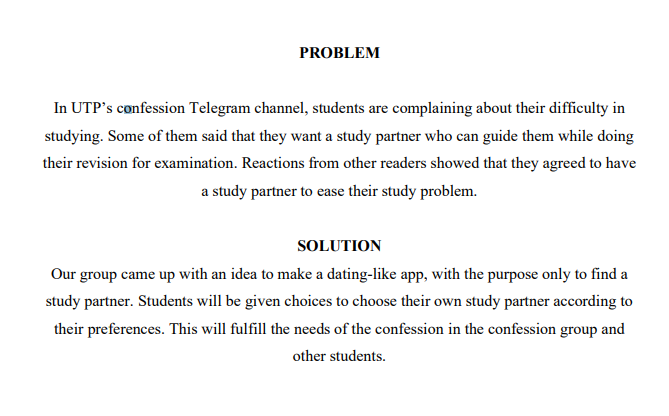 PROBLEM
In UTP's confession Telegram channel, students are complaining about their difficulty in
studying. Some of them said that they want a study partner who can guide them while doing
their revision for examination. Reactions from other readers showed that they agreed to have
a study partner to ease their study problem.
SOLUTION
Our group came up with an idea to make a dating-like app, with the purpose only to find a
study partner. Students will be given choices to choose their own study partner according to
their preferences. This will fulfill the needs of the confession in the confession group and
other students.